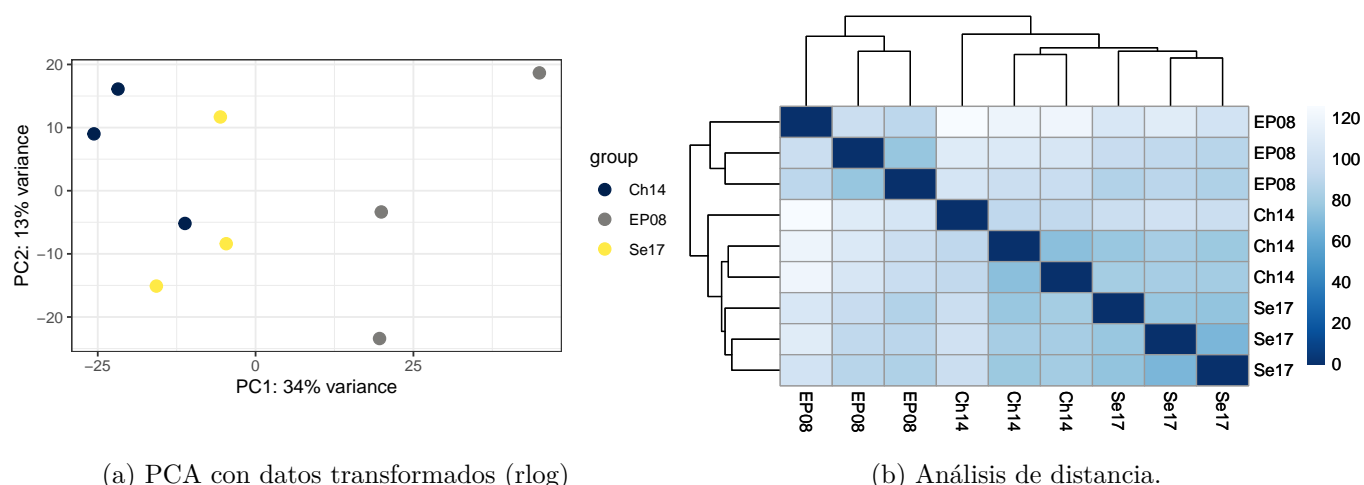 20
10
0
−10
−20
−25
0
25
PC2: 13% variance
PC1: 34% variance
group
Ch14
EP08
Se17
EP08
EP08
EP08
Ch14
Ch14
Ch14
Se17
Se17
Se17
EP08
EP08
EP08
Ch14
Ch14
Ch14
Se17
Se17
Se17
120
100
80
60
40
20
0
(a) PCA con datos transformados (rlog)
(b) Análisis de distancia.